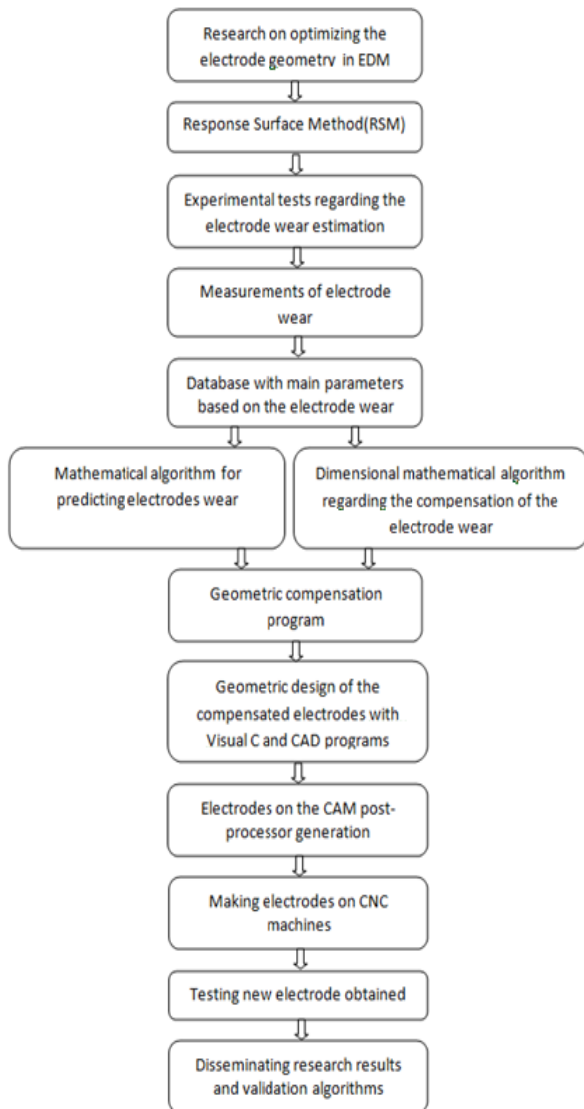 Research on optimizing the
electrode geometry in EDM
Response Surface Method(RSM)
Experimental tests regarding the
electrode wear estimation
Measurements of electrode
wear
Database with main parameters
based on the electrode wear
Mathematical algorithm for
predicting electrodes wear
Dimensional mathematical algorithm
regarding the compensation of the
electrode wear
Geometric compensation
program
Geometric design of the
compensated electrodes with
Visual C and CAD programs
Electrodes on the CAM post-
processor generation
Making electrodes on CNC
machines
Testing new electrode obtained
Disseminating research results
and validation algorithms